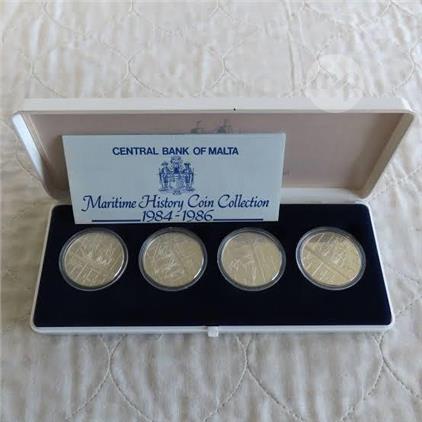 CENTRAL BANK OF MALTA
Maritime History Coin Collection
1984-1986